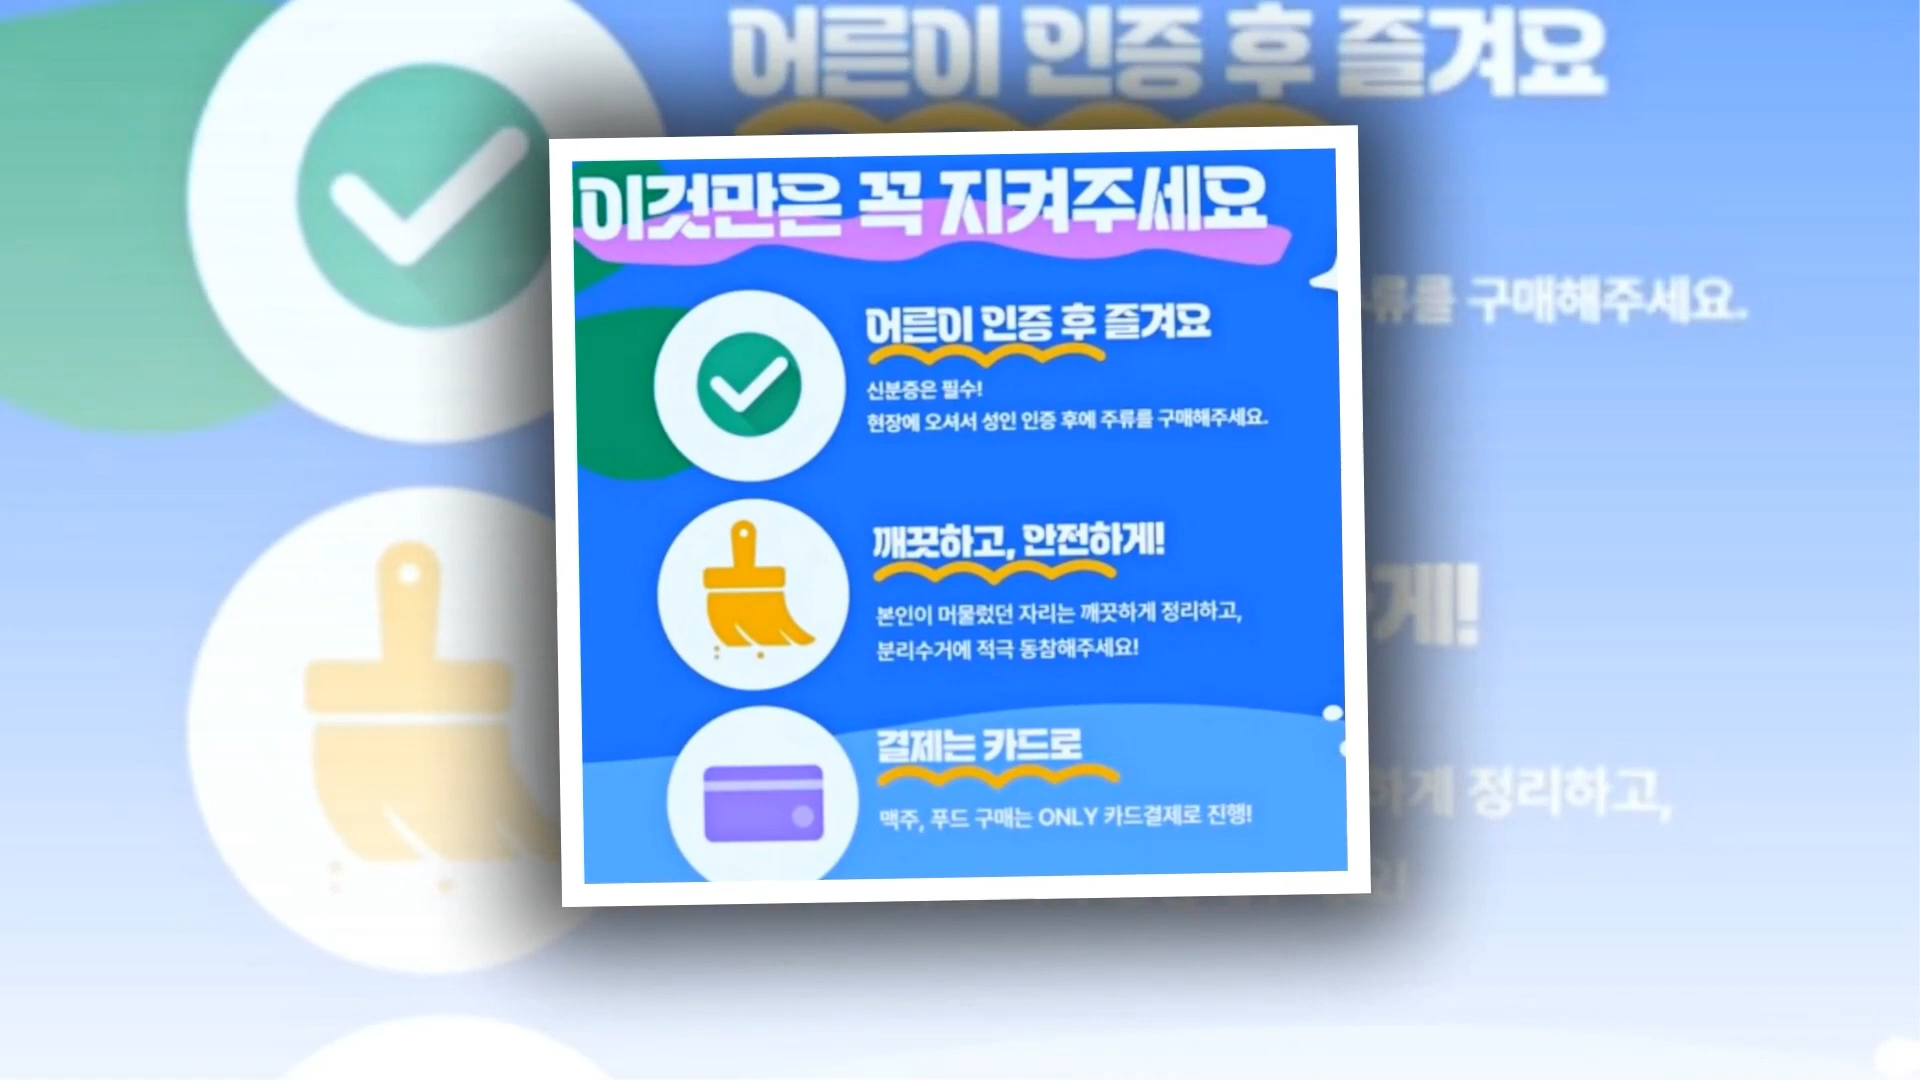 어른이 인증 후 즐겨요
이것만은 꼭 지켜주세요
어른이 인증 후 즐겨요
신분증은 필수!
현장에 오셔서 성인 인증 후에 주류를 구매해주세요.
류를 구매해주세요.
깨끗하고, 안전하게!
게!
본인이 머물렀던 자리는 깨끗하게 정리하고,
분리수거에 적극 동참해주세요!
하게 정리하고,
결제는 카드로
맥주, 푸드 구매는 ONLY 카드결제로 진행!